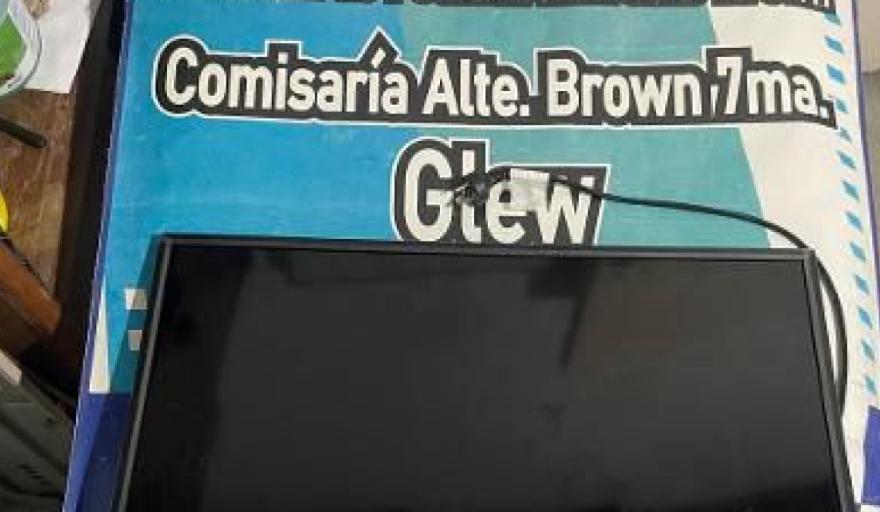 Comisaría Alte. Brown 7ma.
Glew